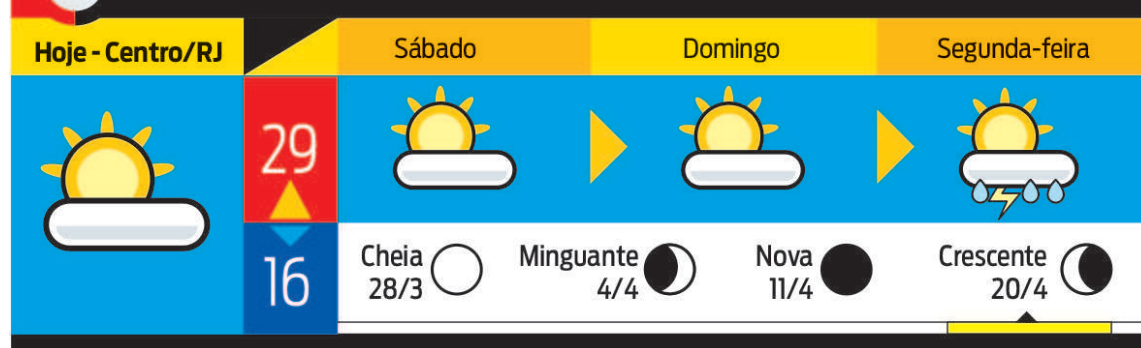 Hoje - Centro/RJ
Sábado
Domingo
Segunda-feira
29
16
Cheia
28/3
Minguante
4/4
Nova
11/4
Crescente
20/4